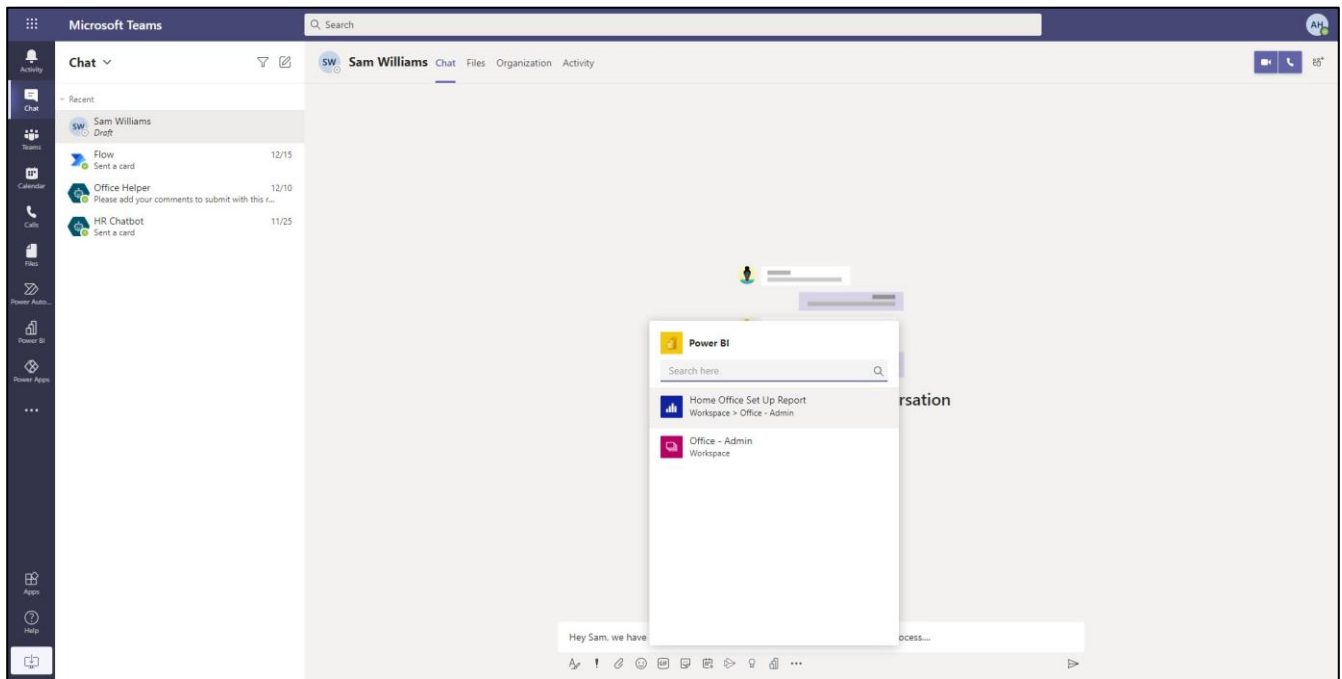 Microsoft Teams
Search
AH
Activity
Chat
Teams
Calendar
Calls
Files
Power Auto...
Power BI
Power Apps
Apps
Help
Chat
Recent
SW
Sam Williams
Draft
Flow
12/15
Sent a card
Office Helper
12/10
Please add your comments to submit with this r...
HR Chatbot
11/25
Sent a card
SW
Sam Williams
Chat
Files
Organization
Activity
Power BI
Search here
Home Office Set Up Report
Workspace > Office - Admin
Office - Admin
Workspace
rsation
Hey Sam, we have
ocess....
GIF